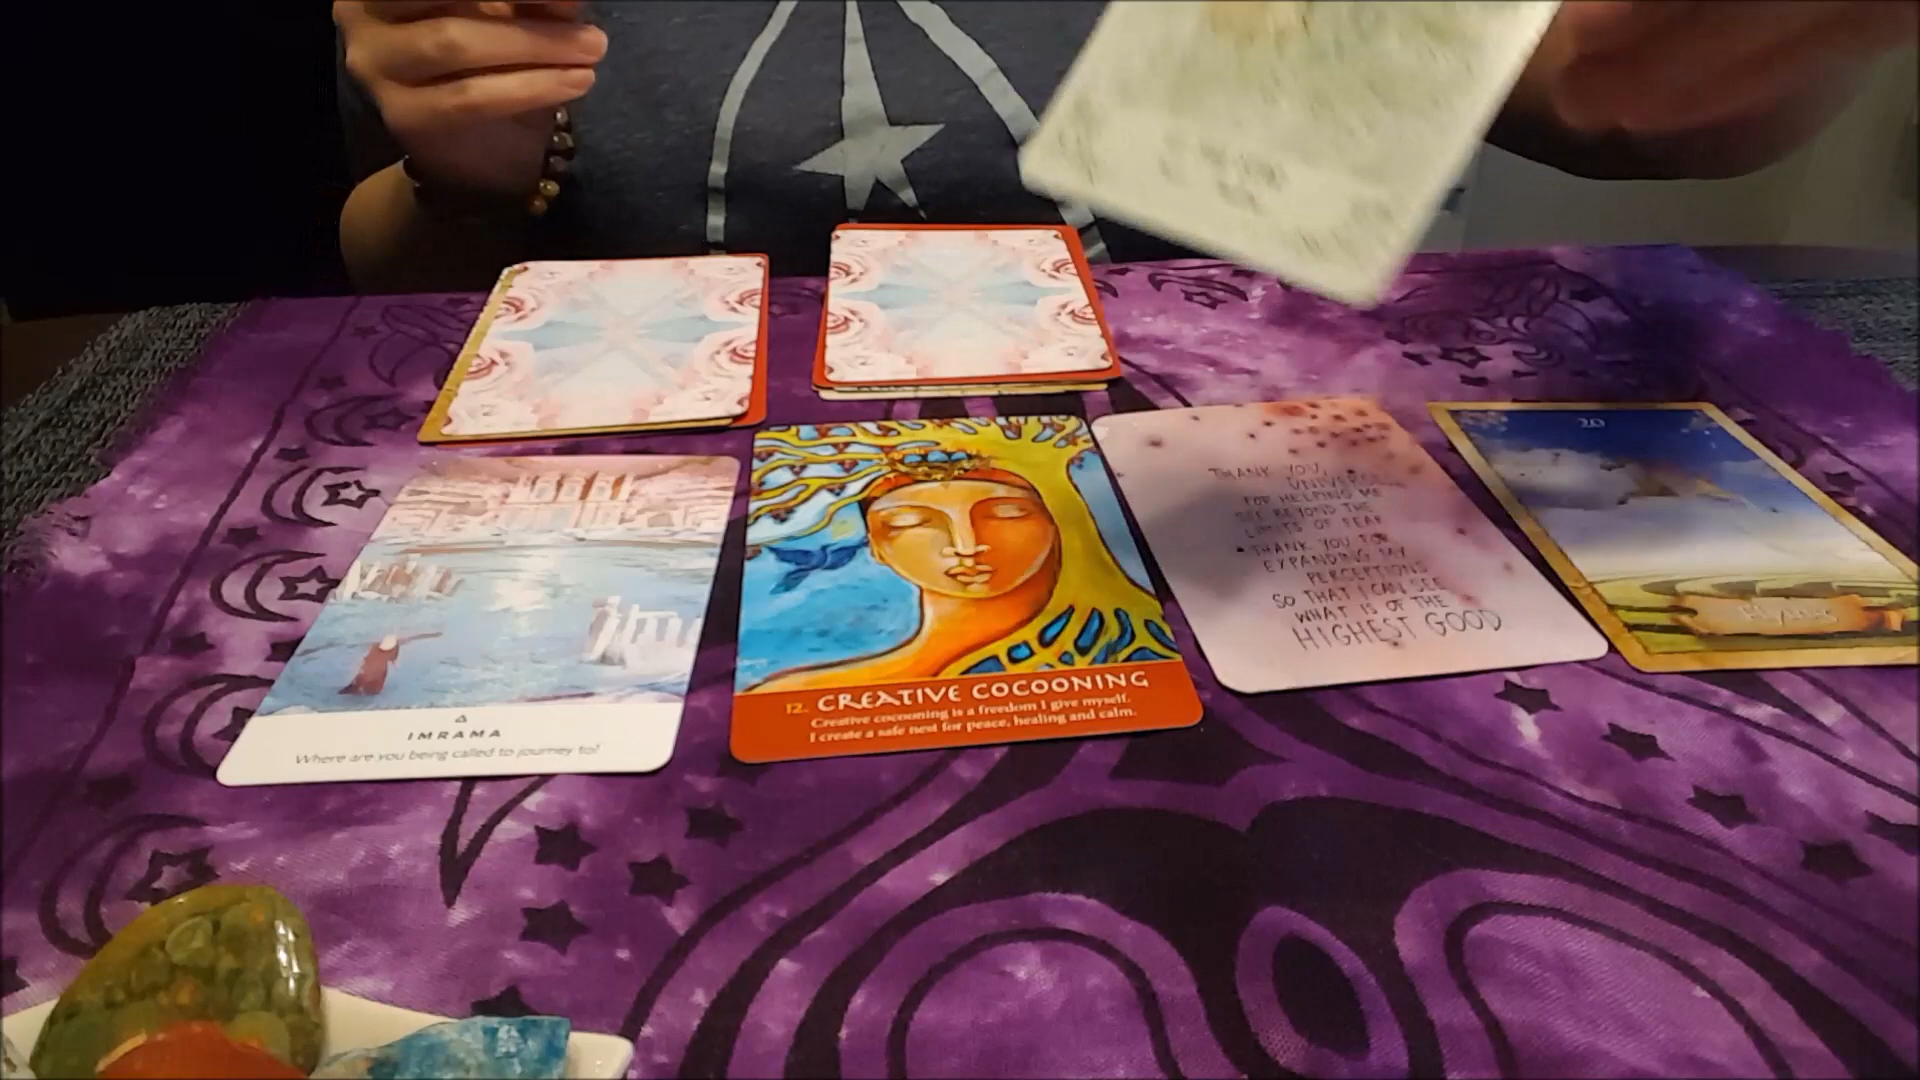 IMRAMA
Where are you being called to journey to?
12. CREATIVE COCOONING
Creative cocooning is a freedom I give myself.
I create a safe nest for peace, healing and calm.
THANK YOU,
UNIVERSE,
FOR HELPING ME
SEE BEYOND THE
LIMITS OF FEAR
THANK YOU FOR
EXPANDING MY
PERCEPTIONS
SO THAT I CAN SEE
WHAT IS OF THE
HIGHEST GOOD
20